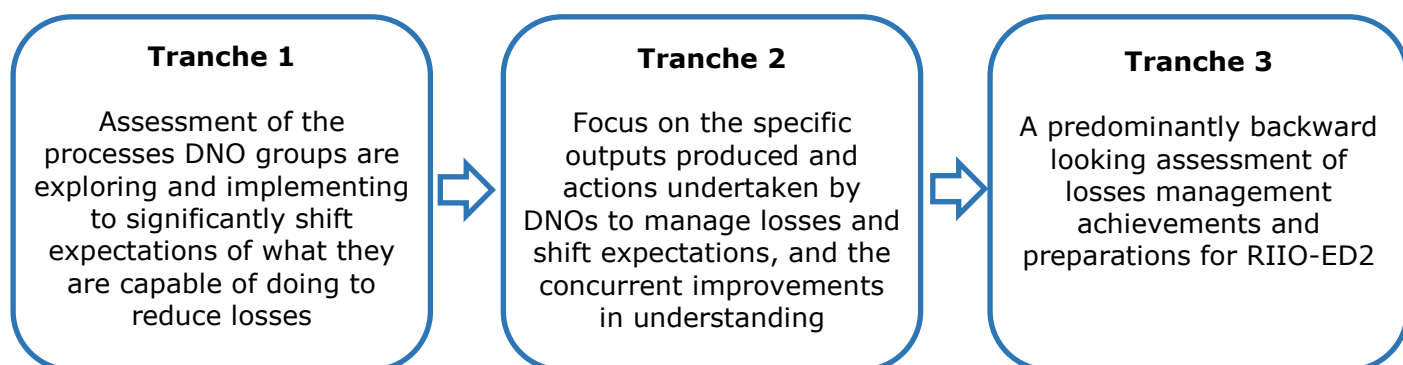 Tranche 1
Assessment of the
processes DNO groups are
exploring and implementing
to significantly shift
expectations of what they
are capable of doing to
reduce losses
Tranche 2
Focus on the specific
outputs produced and
actions undertaken by
DNOs to manage losses and
shift expectations, and the
concurrent improvements
in understanding
Tranche 3
A predominantly backward
looking assessment of
losses management
achievements and
preparations for RIIO-ED2